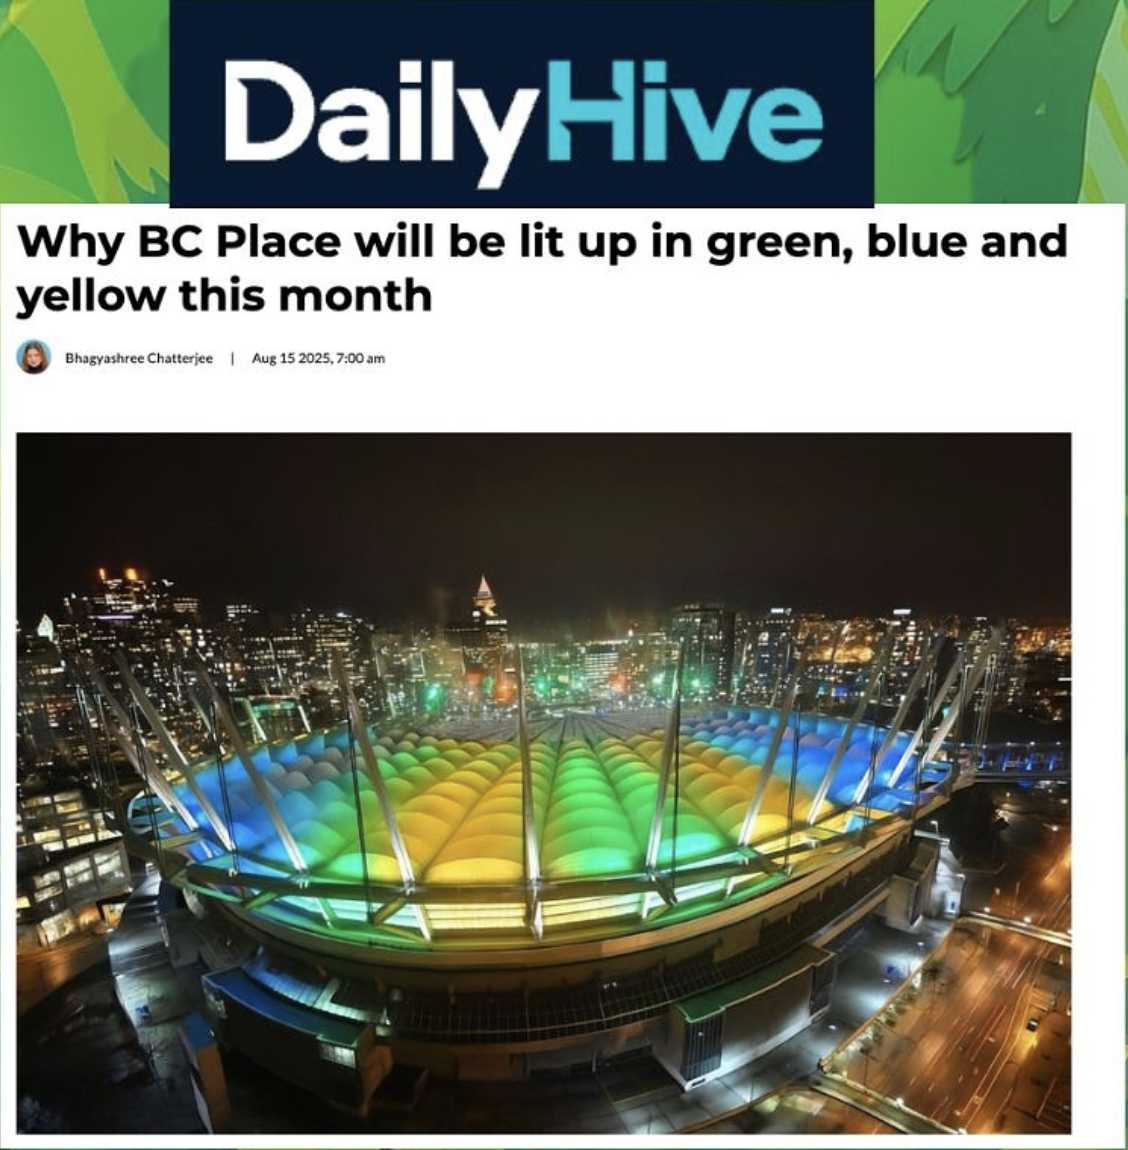 DailyHive
Why BC Place will be lit up in green, blue and
yellow this month
Bhagyashree Chatterjee | Aug 15 2025, 7:00 am